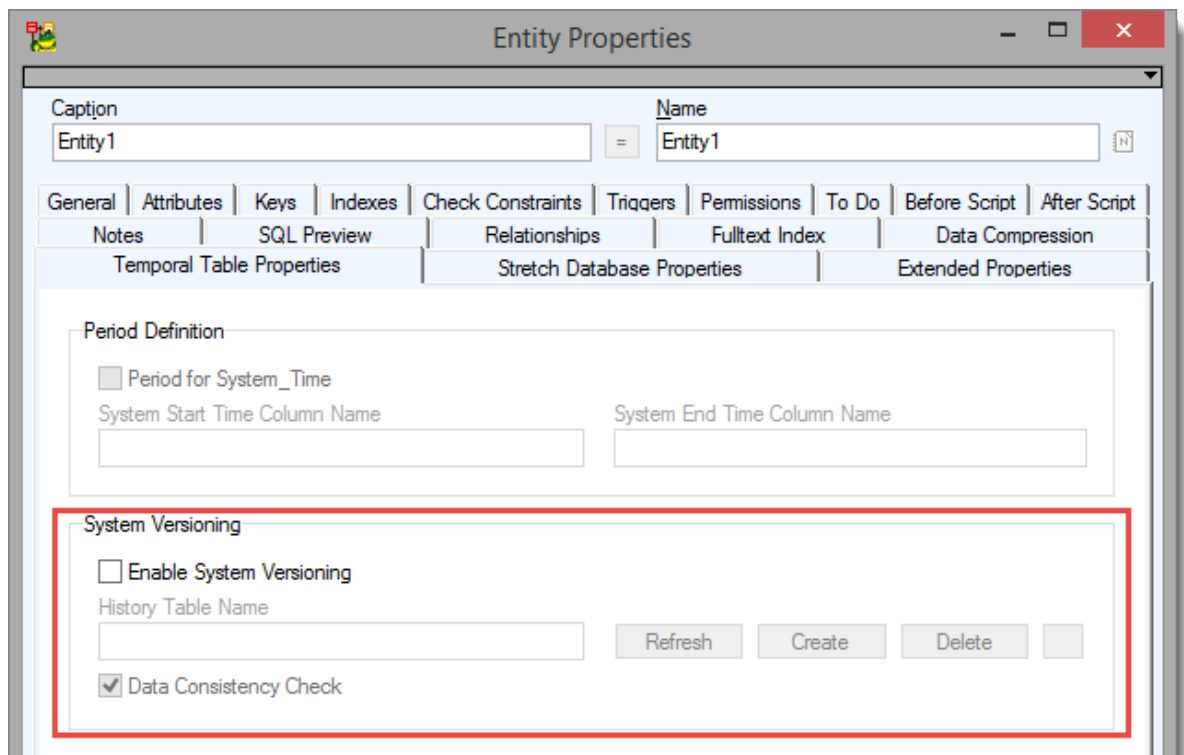 Entity Properties
Caption Name
Entity1 = Entity1 N
General Attributes Keys Indexes Check Constraints Triggers Permissions To Do Before Script After Script
Notes SQL Preview Relationships Fulltext Index Data Compression
Temporal Table Properties Stretch Database Properties Extended Properties
Period Definition
Period for System_Time
System Start Time Column Name System End Time Column Name
System Versioning
Enable System Versioning
History Table Name
Refresh Create Delete
Data Consistency Check